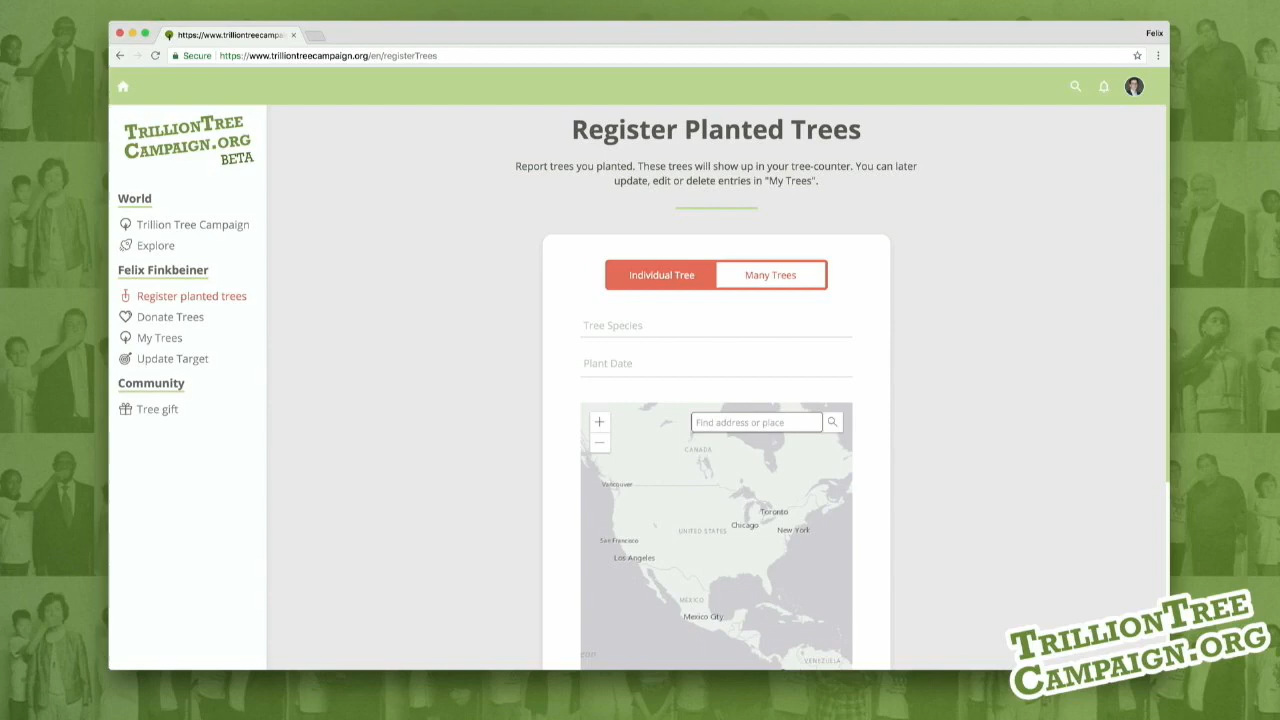 https://www.trilliontreecampai
Felix
Secure https://www.trilliontreecampaign.org/en/registerTrees
TRILLIONTREE
CAMPAIGN.ORG
BETA
World
Trillion Tree Campaign
Explore
Felix Finkbeiner
Register planted trees
Donate Trees
My Trees
Update Target
Community
Tree gift
Register Planted Trees
Report trees you planted. These trees will show up in your tree-counter. You can later
update, edit or delete entries in "My Trees".
Individual Tree
Many Trees
Tree Species
Plant Date
+
−
Find address or place
CANADA
Vancouver
Toronto
Chicago
New York
UNITED STATES
San Francisco
Los Angeles
MEXICO
Mexico City
VENEZUELA
esri
TRILLIONTREE
CAMPAIGN.ORG